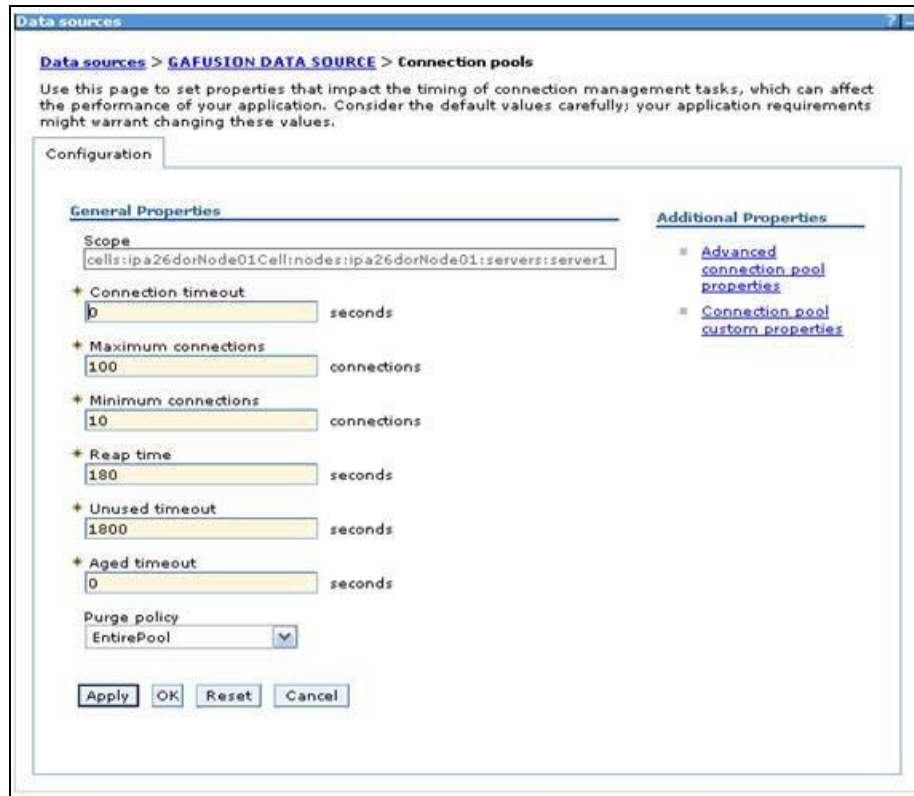 Data sources
? –
Data sources > GAFUSION DATA SOURCE > Connection pools
Use this page to set properties that impact the timing of connection management tasks, which can affect
the performance of your application. Consider the default values carefully; your application requirements
might warrant changing these values.
Configuration
General Properties
Scope
cells:ipa26dorNode01Cell:nodes:ipa26dorNode01:servers:server1
* Connection timeout
0 seconds
* Maximum connections
100 connections
* Minimum connections
10 connections
* Reap time
180 seconds
* Unused timeout
1800 seconds
* Aged timeout
0 seconds
Purge policy
EntirePool
Apply OK Reset Cancel
Additional Properties
Advanced
connection pool
properties
Connection pool
custom properties